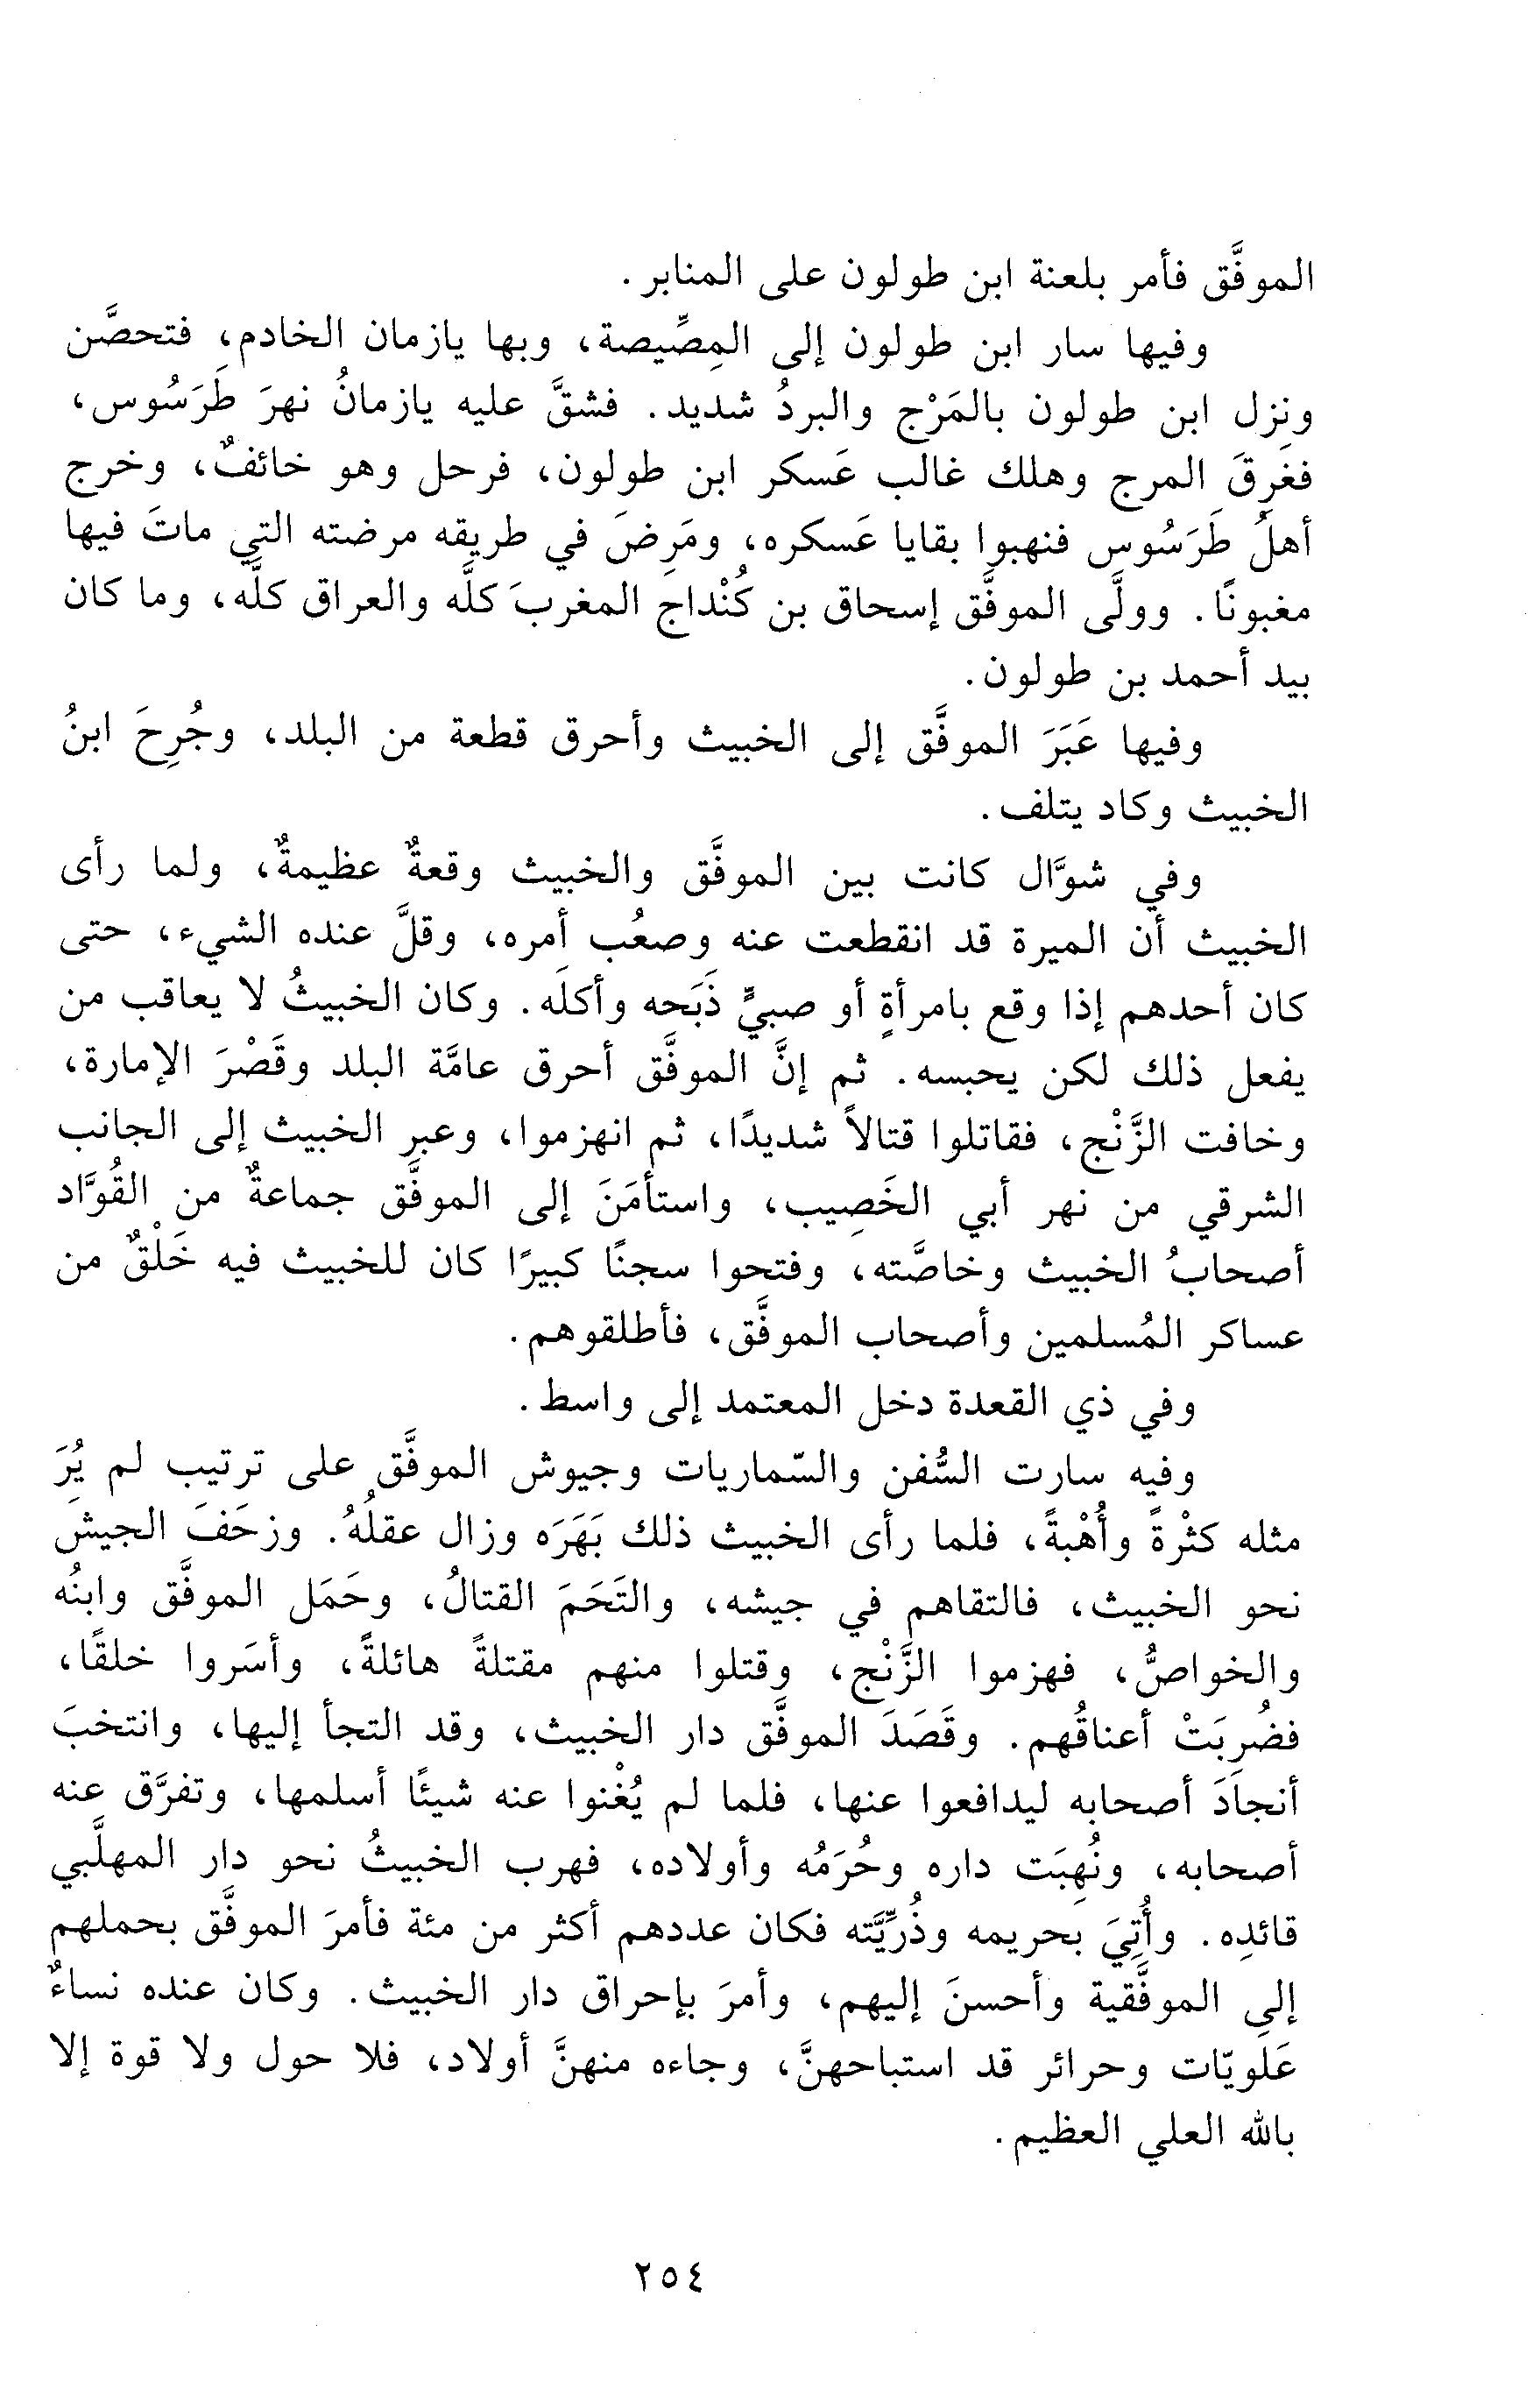 الموفَّق فأمر بلعنة ابن طولون على المنابر.
وفيها سار ابن طولون إلى المِصِّيصة، وبها يازمان الخادم، فتحصَّن
ونزل ابن طولون بالمَرْج والبردُ شديد. فشقَّ عليه يازمانُ نهرَ طَرَسُوس،
فغَرِقَ المرج وهلك غالب عَسكر ابن طولون، فرحل وهو خائفٌ، وخرج
أهلُ طَرَسُوس فنهبوا بقايا عَسكره، ومَرِضَ في طريقه مرضته التي ماتَ فيها
مغبونًا. وولَّى الموفَّق إسحاق بن كُنْداج المغربَ كلَّه والعراق كلَّه، وما كان
بيد أحمد بن طولون.
وفيها عَبَرَ الموفَّق إلى الخبيث وأحرق قطعة من البلد، وجُرِحَ ابنُ
الخبيث وكاد يتلف.
وفي شوَّال كانت بين الموفَّق والخبيث وقعةٌ عظيمةٌ، ولما رأى
الخبيث أن الميرة قد انقطعت عنه وصعُب أمره، وقلَّ عنده الشيء، حتى
كان أحدهم إذا وقع بامرأةٍ أو صبيٍّ ذَبَحه وأكلَه. وكان الخبيثُ لا يعاقب من
يفعل ذلك لكن يحبسه. ثم إنَّ الموفَّق أحرق عامَّة البلد وقَصْرَ الإمارة،
وخافت الزَّنْج، فقاتلوا قتالاً شديدًا، ثم انهزموا، وعبر الخبيث إلى الجانب
الشرقي من نهر أبي الخَصِيب، واستأمَنَ إلى الموفَّق جماعةٌ من القُوَّاد
أصحابُ الخبيث وخاصَّته، وفتحوا سجنًا كبيرًا كان للخبيث فيه خَلْقٌ من
عساكر المُسلمين وأصحاب الموفَّق، فأطلقوهم.
وفي ذي القعدة دخل المعتمد إلى واسط.
وفيه سارت السُّفن والسّماريات وجيوش الموفَّق على ترتيب لم يُرَ
مثله كثْرةً وأُهْبةً، فلما رأى الخبيث ذلك بَهَرَه وزال عقلُهُ. وزحَفَ الجيشَ
نحو الخبيث، فالتقاهم في جيشه، والتَحَمَ القتالُ، وحَمَل الموفَّق وابنُه
والخواصُّ، فهزموا الزَّنْج، وقتلوا منهم مقتلةً هائلةً، وأسَروا خلقًا،
فضُرِبَتْ أعناقُهم. وقَصَدَ الموفَّق دار الخبيث، وقد التجأ إليها، وانتخبَ
أنجادَ أصحابه ليدافعوا عنها، فلما لم يُغْنوا عنه شيئًا أسلمها، وتفرَّق عنه
أصحابه، ونُهِبَت داره وحُرَمُه وأولاده، فهرب الخبيثُ نحو دار المهلَّبي
قائدِه. وأُتِيَ بحريمه وذُرِّيَّته فكان عددهم أكثر من مئة فأمرَ الموفَّق بحملهم
إلى الموفَّقية وأحسنَ إليهم، وأمرَ بإحراق دار الخبيث. وكان عنده نساءٌ
عَلَويّات وحرائر قد استباحهنَّ، وجاءه منهنَّ أولاد، فلا حول ولا قوة إلا
بالله العلي العظيم.
٢٥٤